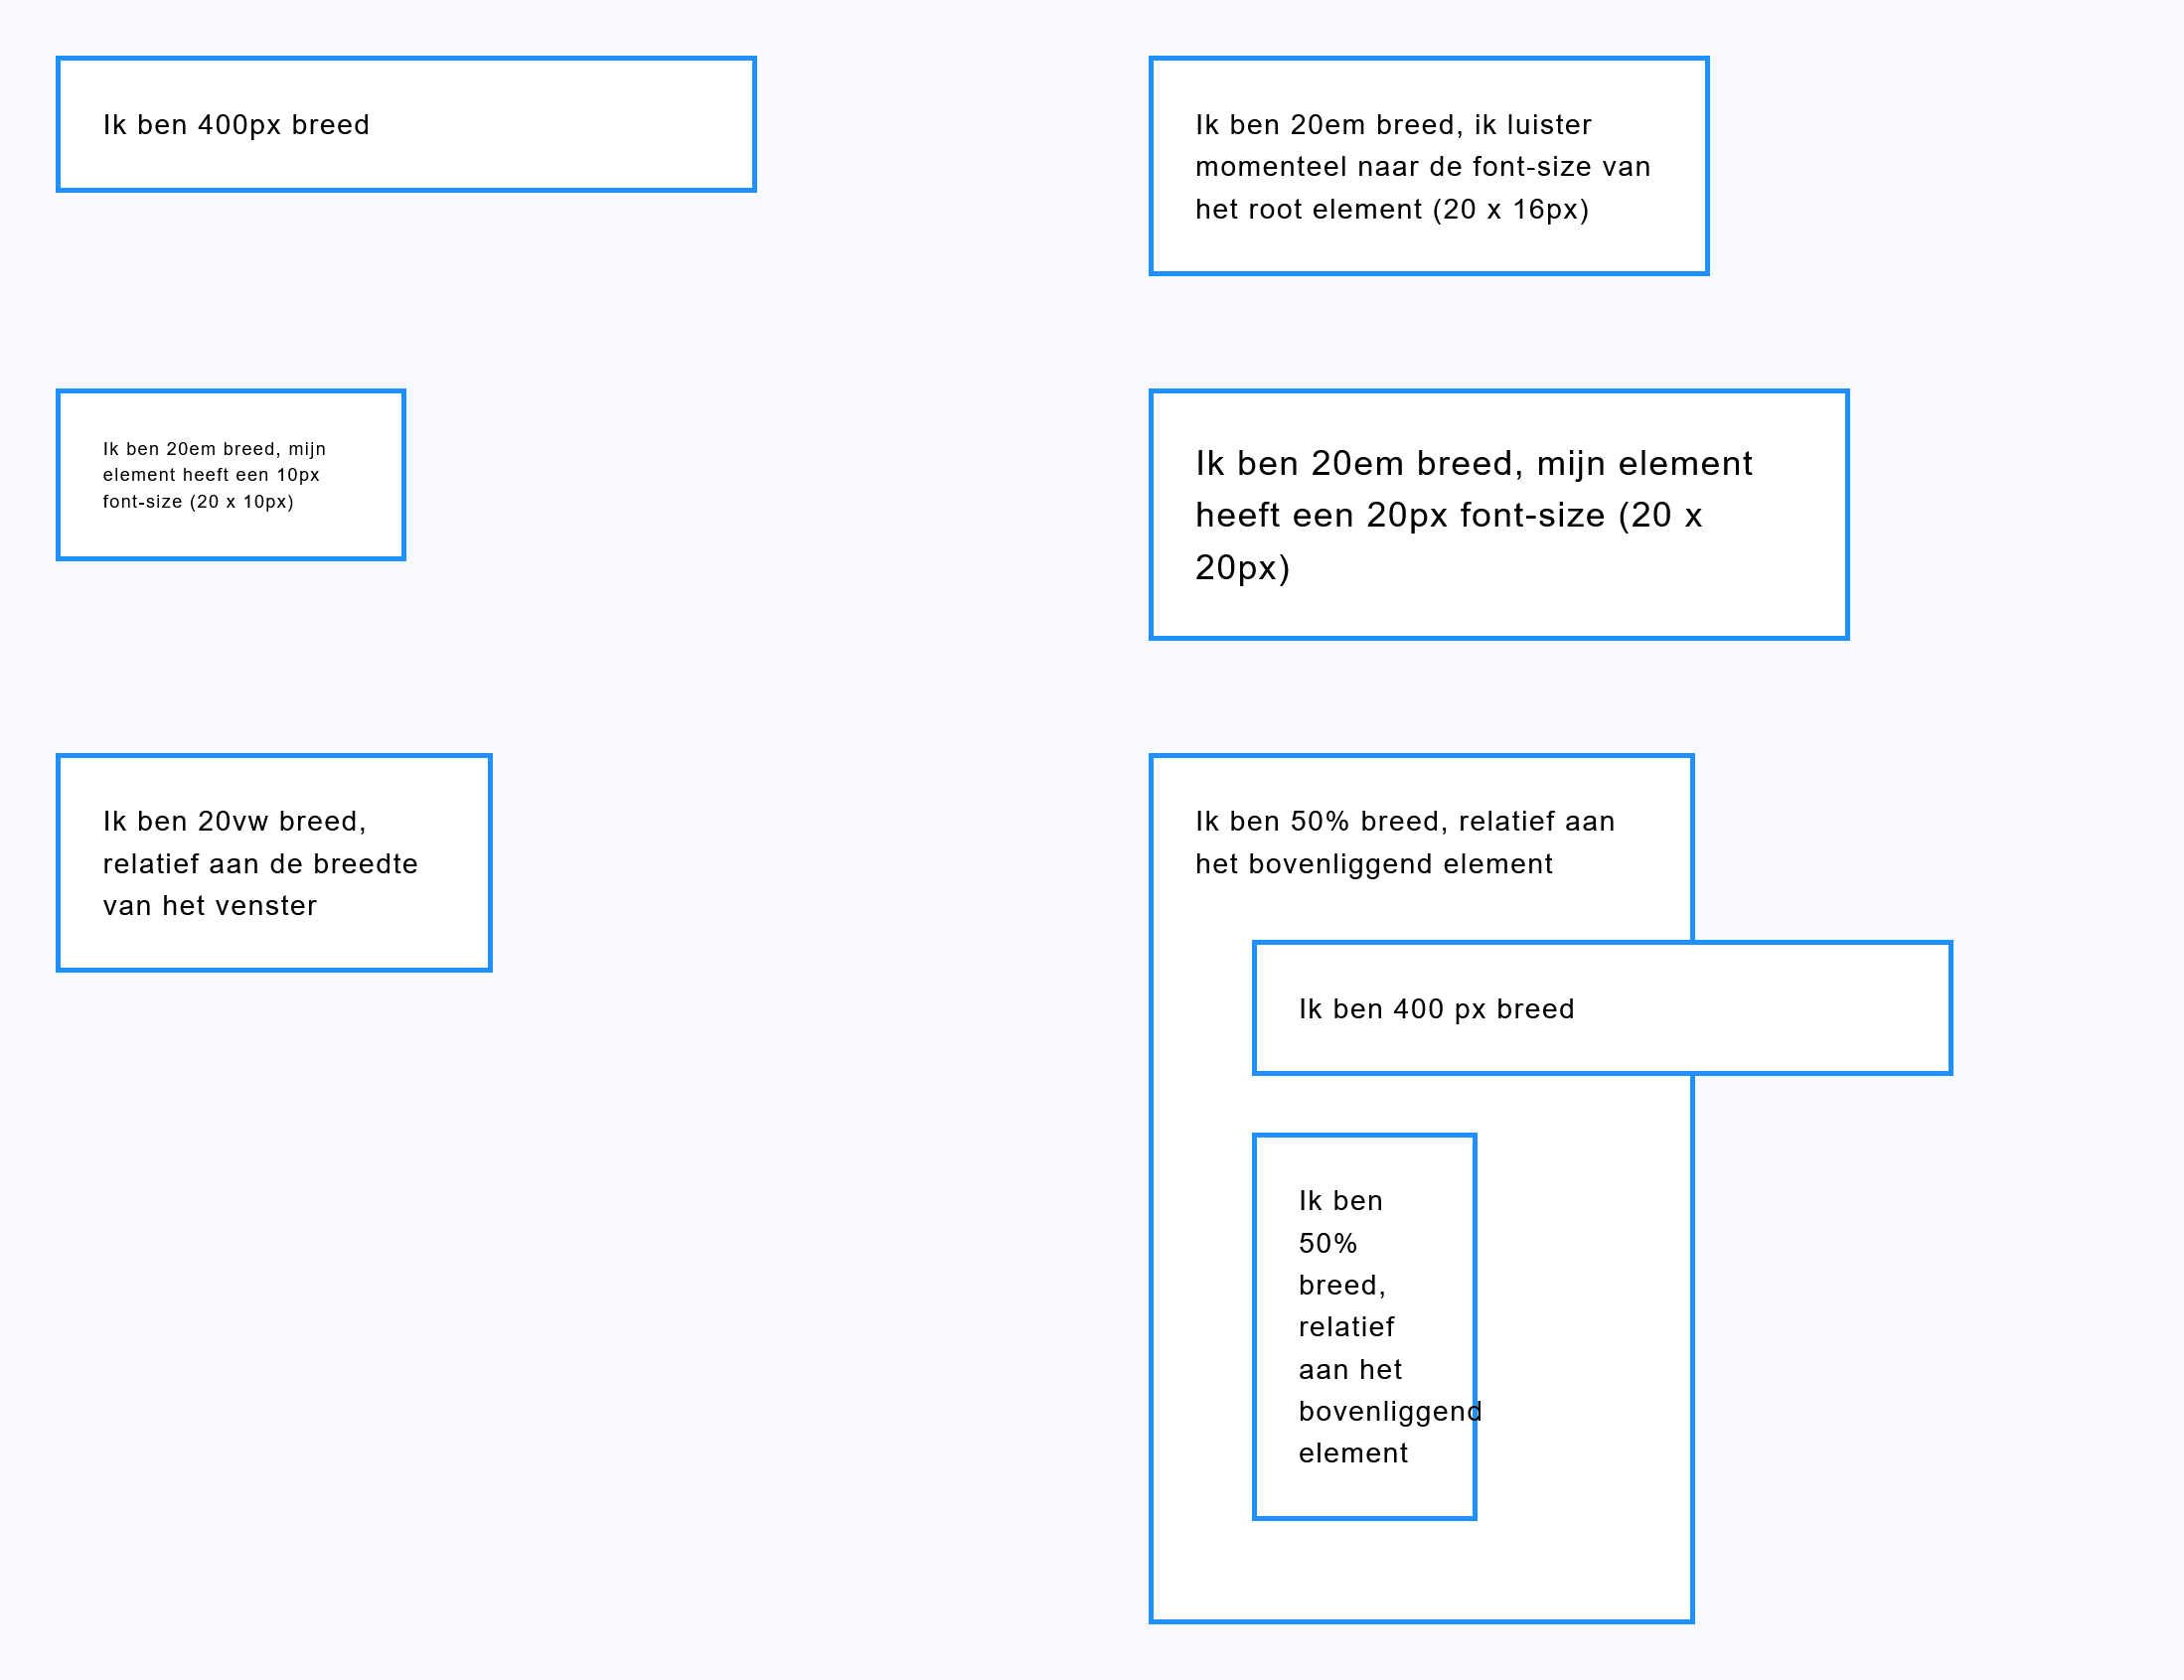 Ik ben 400px breed
Ik ben 20em breed, ik luister
momenteel naar de font-size van
het root element (20 x 16px)
Ik ben 20em breed, mijn
element heeft een 10px
font-size (20 x 10px)
Ik ben 20em breed, mijn element
heeft een 20px font-size (20 x
20px)
Ik ben 20vw breed,
relatief aan de breedte
van het venster
Ik ben 50% breed, relatief aan
het bovenliggend element
Ik ben 400 px breed
Ik ben
50%
breed,
relatief
aan het
bovenliggend
element